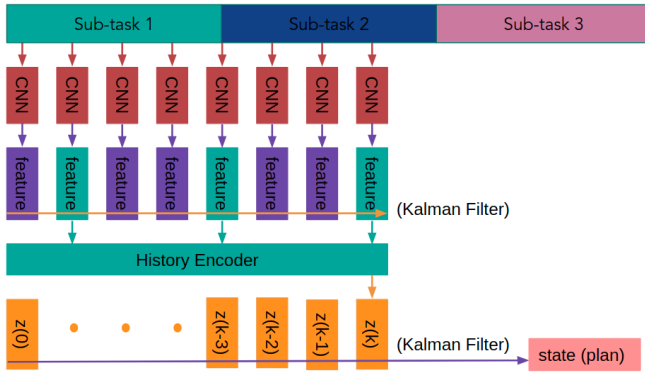 Sub-task 1 Sub-task 2 Sub-task 3
CNN CNN CNN CNN CNN CNN CNN CNN
feature feature feature feature feature feature feature feature
(Kalman Filter)
History Encoder
z(0) z(k-3) z(k-2) z(k-1) z(k)
(Kalman Filter)
state (plan)